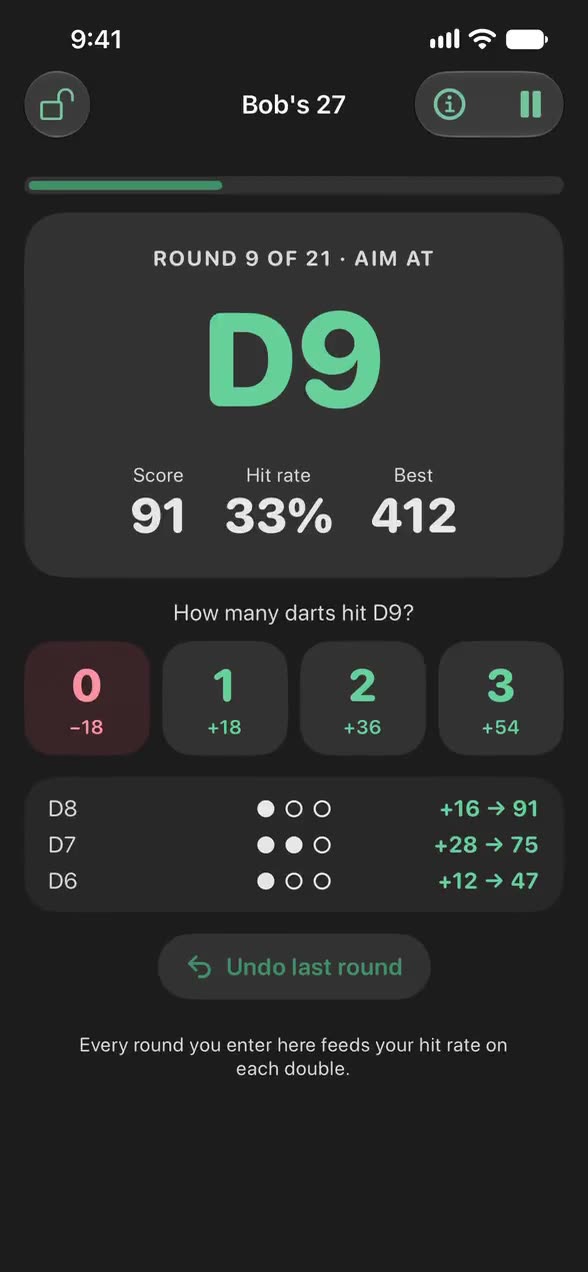 9:41
Bob's 27
ROUND 9 OF 21 · AIM AT
D9
Score Hit rate Best
91 33% 412
How many darts hit D9?
0 1 2 3
−18 +18 +36 +54
D8 +16 → 91
D7 +28 → 75
D6 +12 → 47
Undo last round
Every round you enter here feeds your hit rate on
each double.